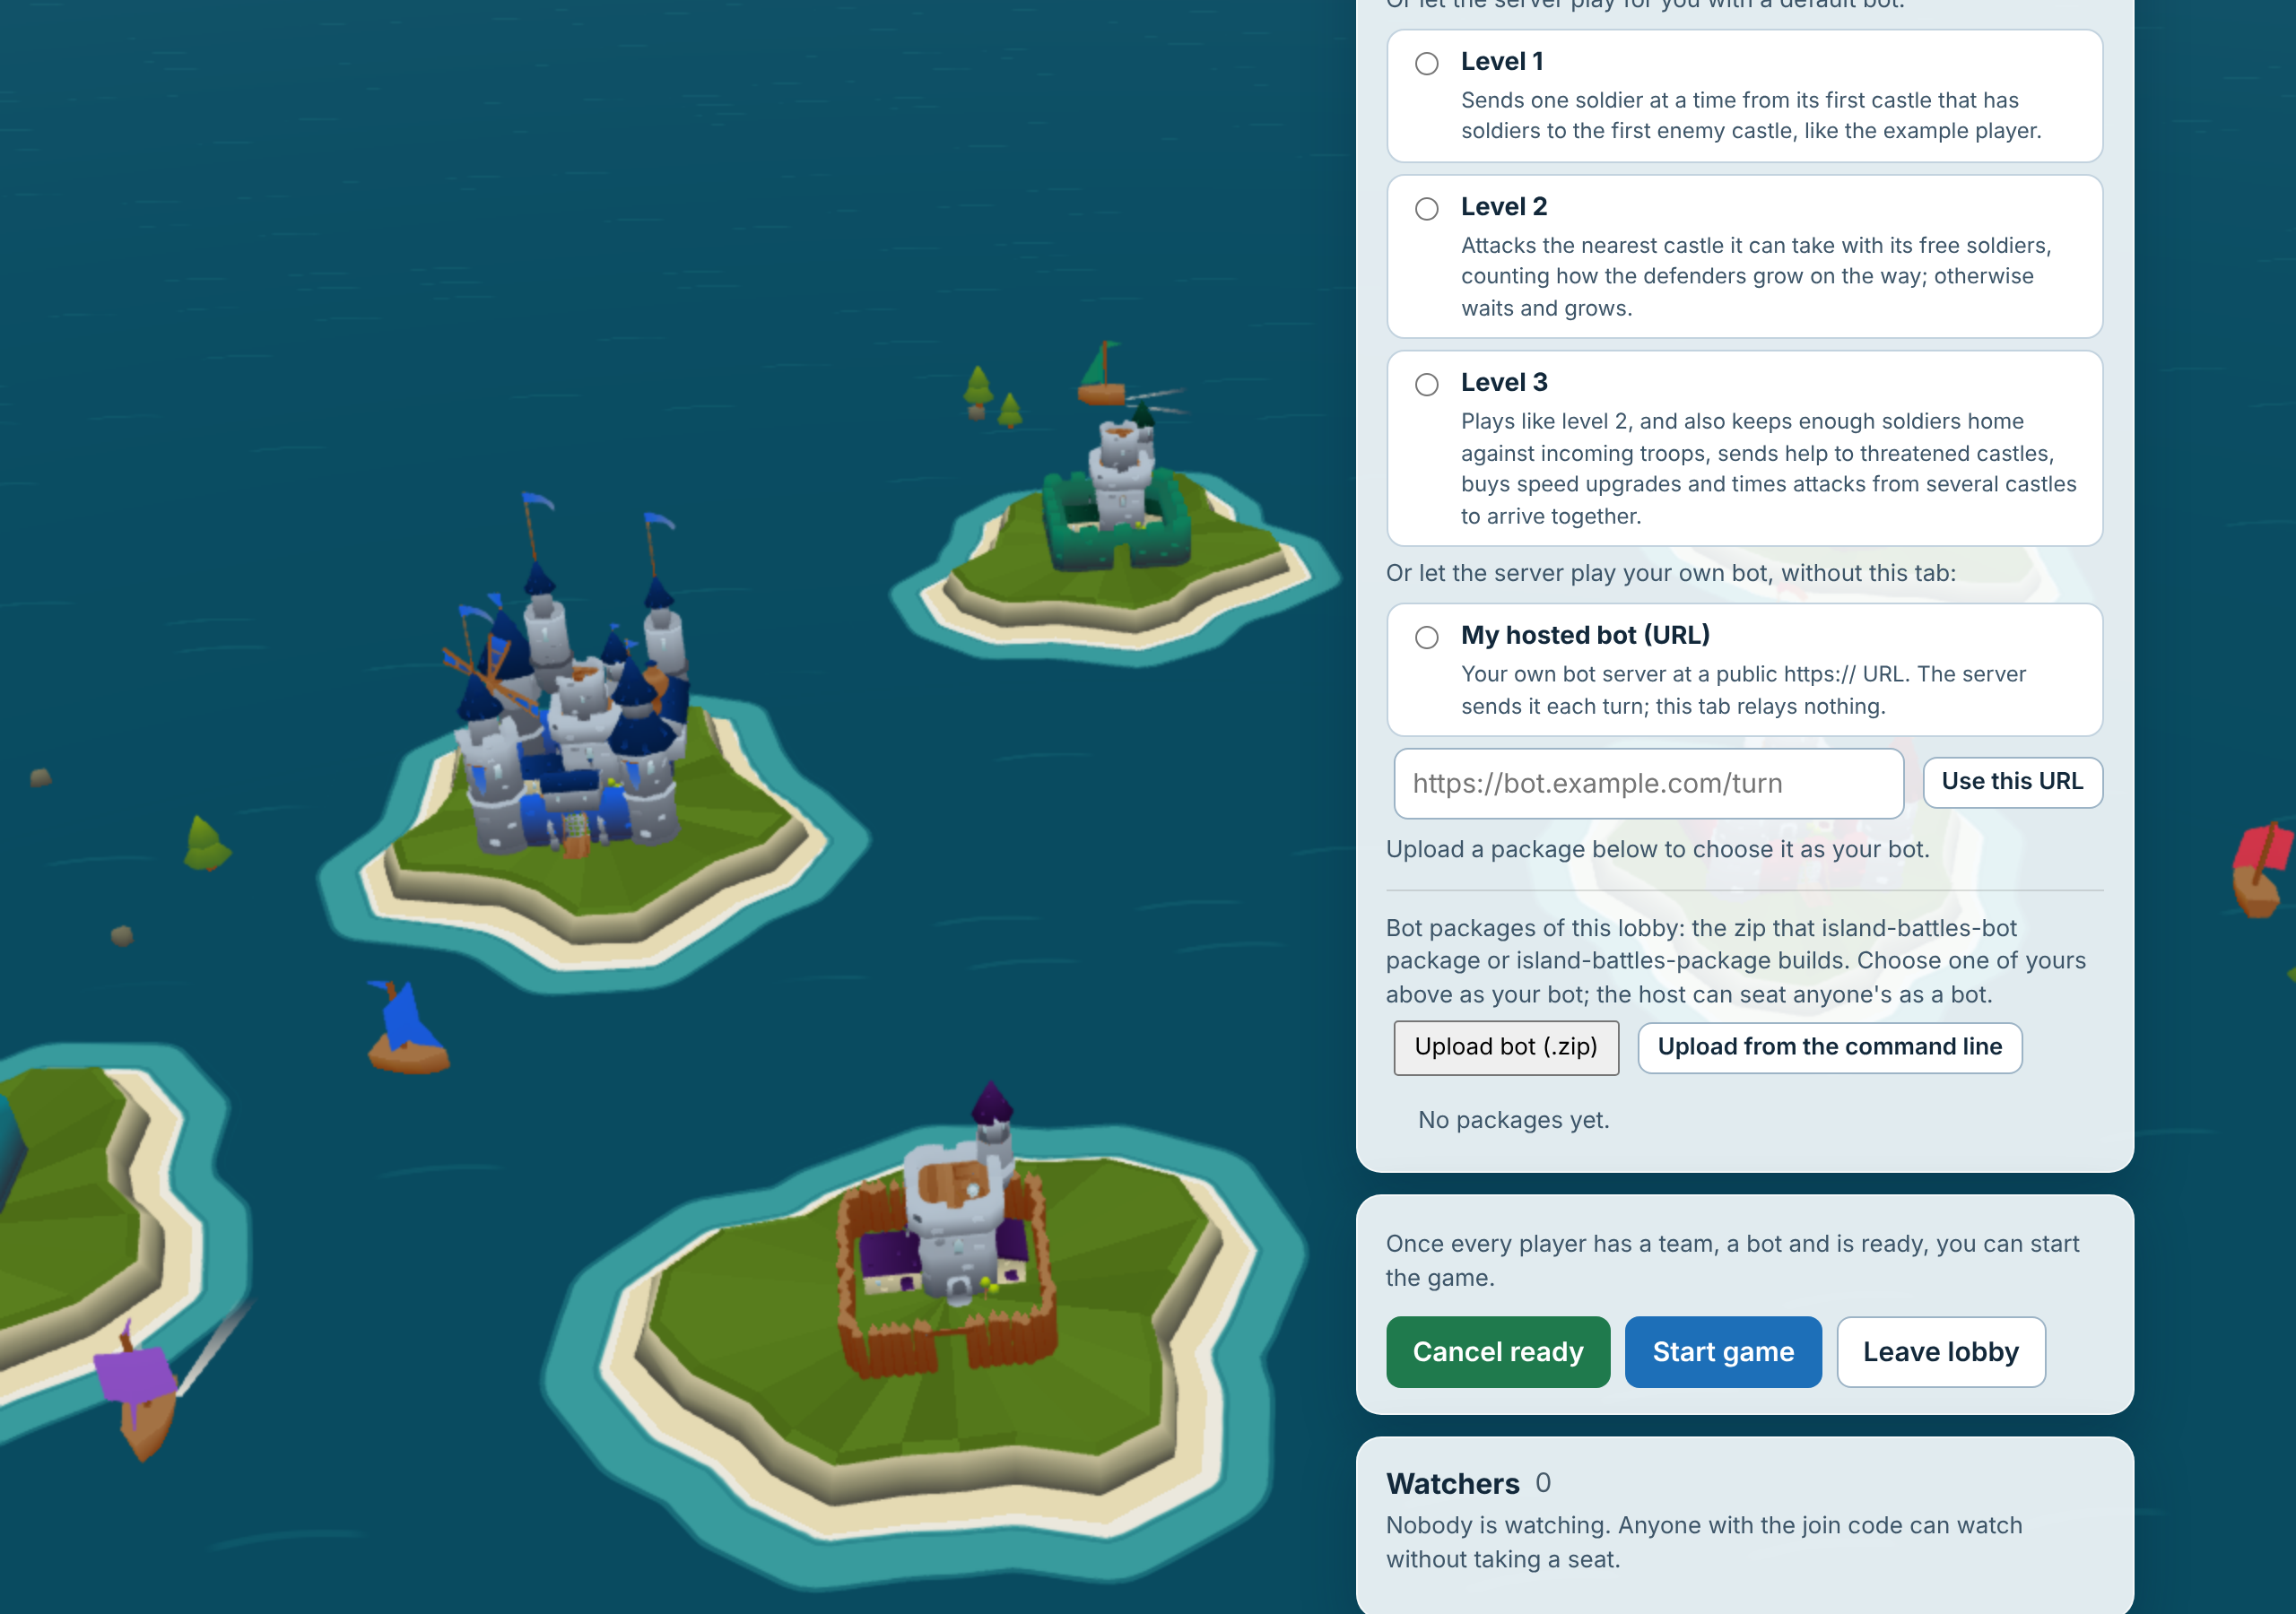 Or let the server play for you with a default bot.
Level 1
Sends one soldier at a time from its first castle that has
soldiers to the first enemy castle, like the example player.
Level 2
Attacks the nearest castle it can take with its free soldiers,
counting how the defenders grow on the way; otherwise
waits and grows.
Level 3
Plays like level 2, and also keeps enough soldiers home
against incoming troops, sends help to threatened castles,
buys speed upgrades and times attacks from several castles
to arrive together.
Or let the server play your own bot, without this tab:
My hosted bot (URL)
Your own bot server at a public https:// URL. The server
sends it each turn; this tab relays nothing.
https://bot.example.com/turn
Use this URL
Upload a package below to choose it as your bot.
Bot packages of this lobby: the zip that island-battles-bot
package or island-battles-package builds. Choose one of yours
above as your bot; the host can seat anyone's as a bot.
Upload bot (.zip)
Upload from the command line
No packages yet.
Once every player has a team, a bot and is ready, you can start
the game.
Cancel ready
Start game
Leave lobby
Watchers 0
Nobody is watching. Anyone with the join code can watch
without taking a seat.